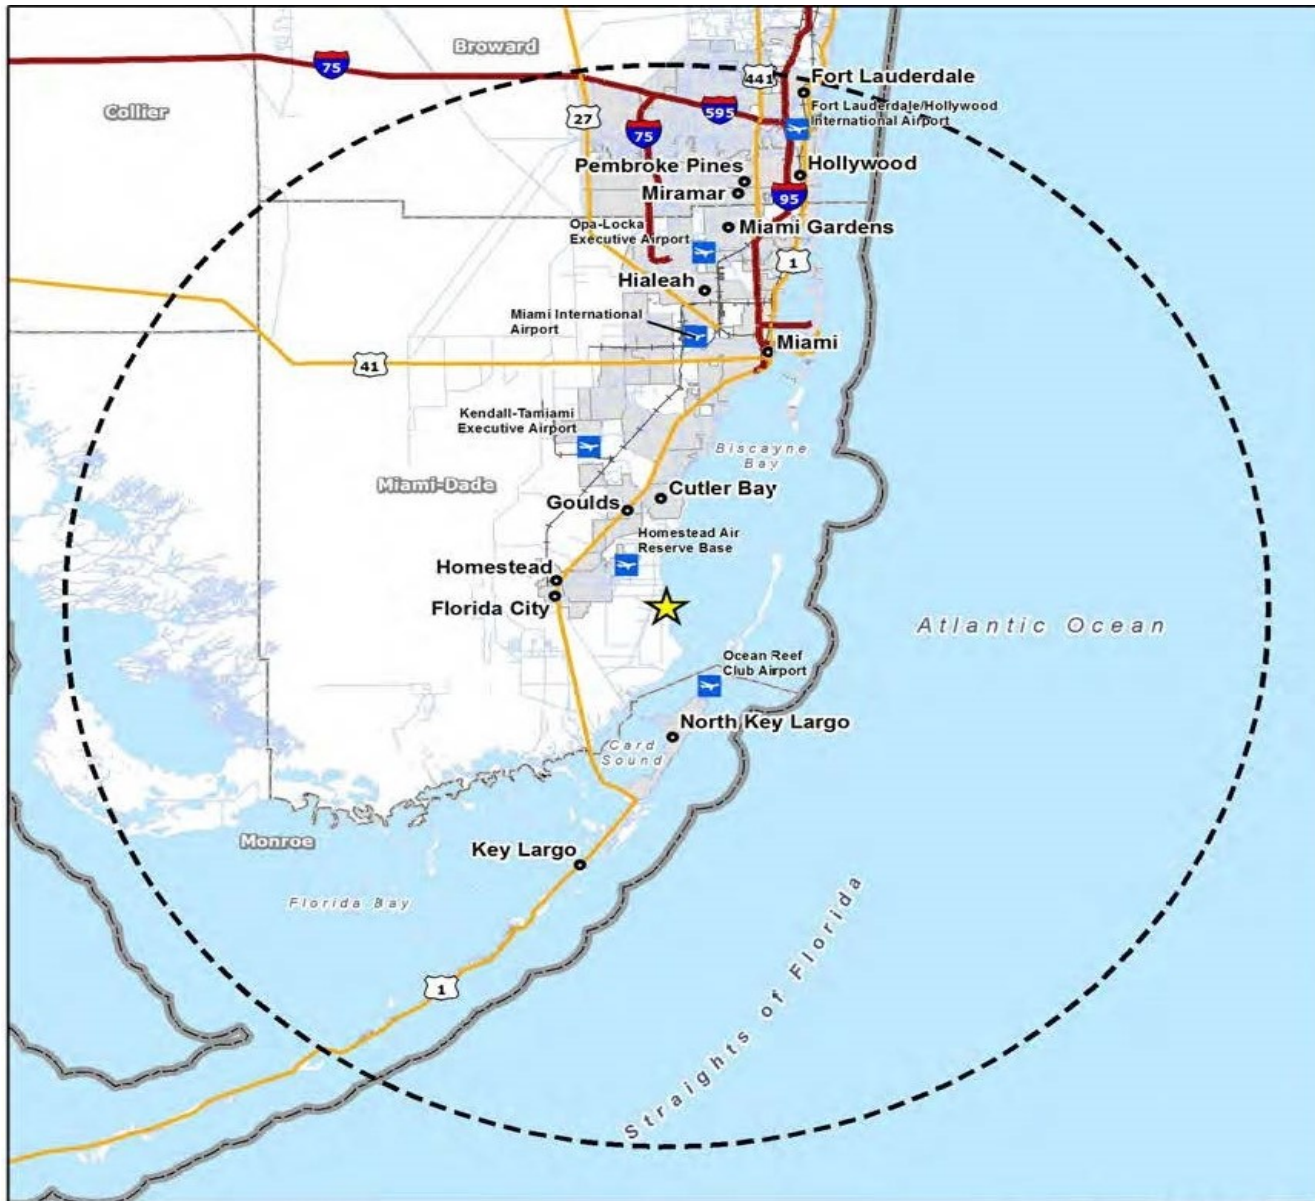 Broward
75
Collier
441
Fort Lauderdale
Fort Lauderdale/Hollywood
International Airport
27
595
75
Pembroke Pines
Hollywood
Miramar
95
Opa-Locka
Executive Airport
Miami Gardens
1
Hialeah
Miami International
Airport
Miami
41
Kendall-Tamiami
Executive Airport
Biscayne
Bay
Miami-Dade
Cutler Bay
Goulds
Homestead Air
Reserve Base
Homestead
Florida City
Atlantic Ocean
Ocean Reef
Club Airport
North Key Largo
Card
Sound
Monroe
Key Largo
Florida Bay
Straights of Florida
1